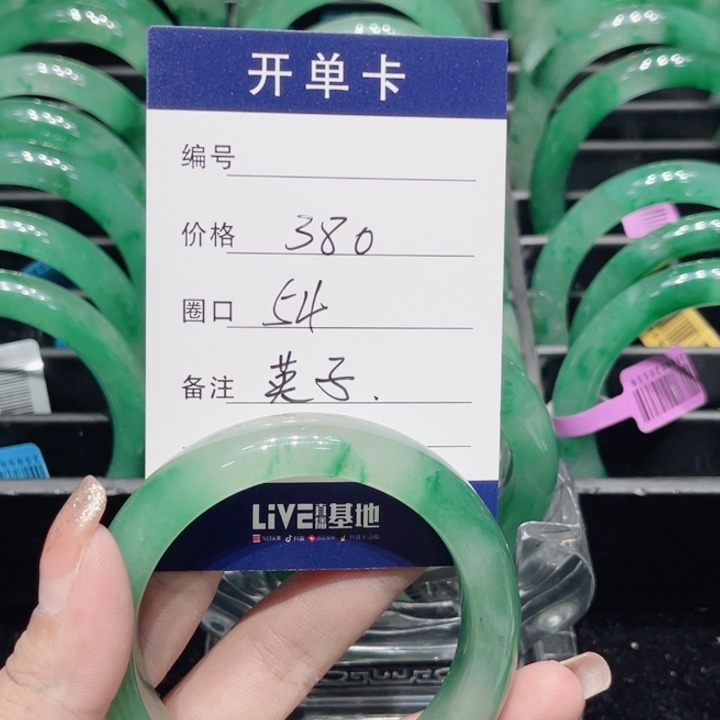 开单卡
编号
价格 380
圈口 54
备注 英子.
LiVE直播基地